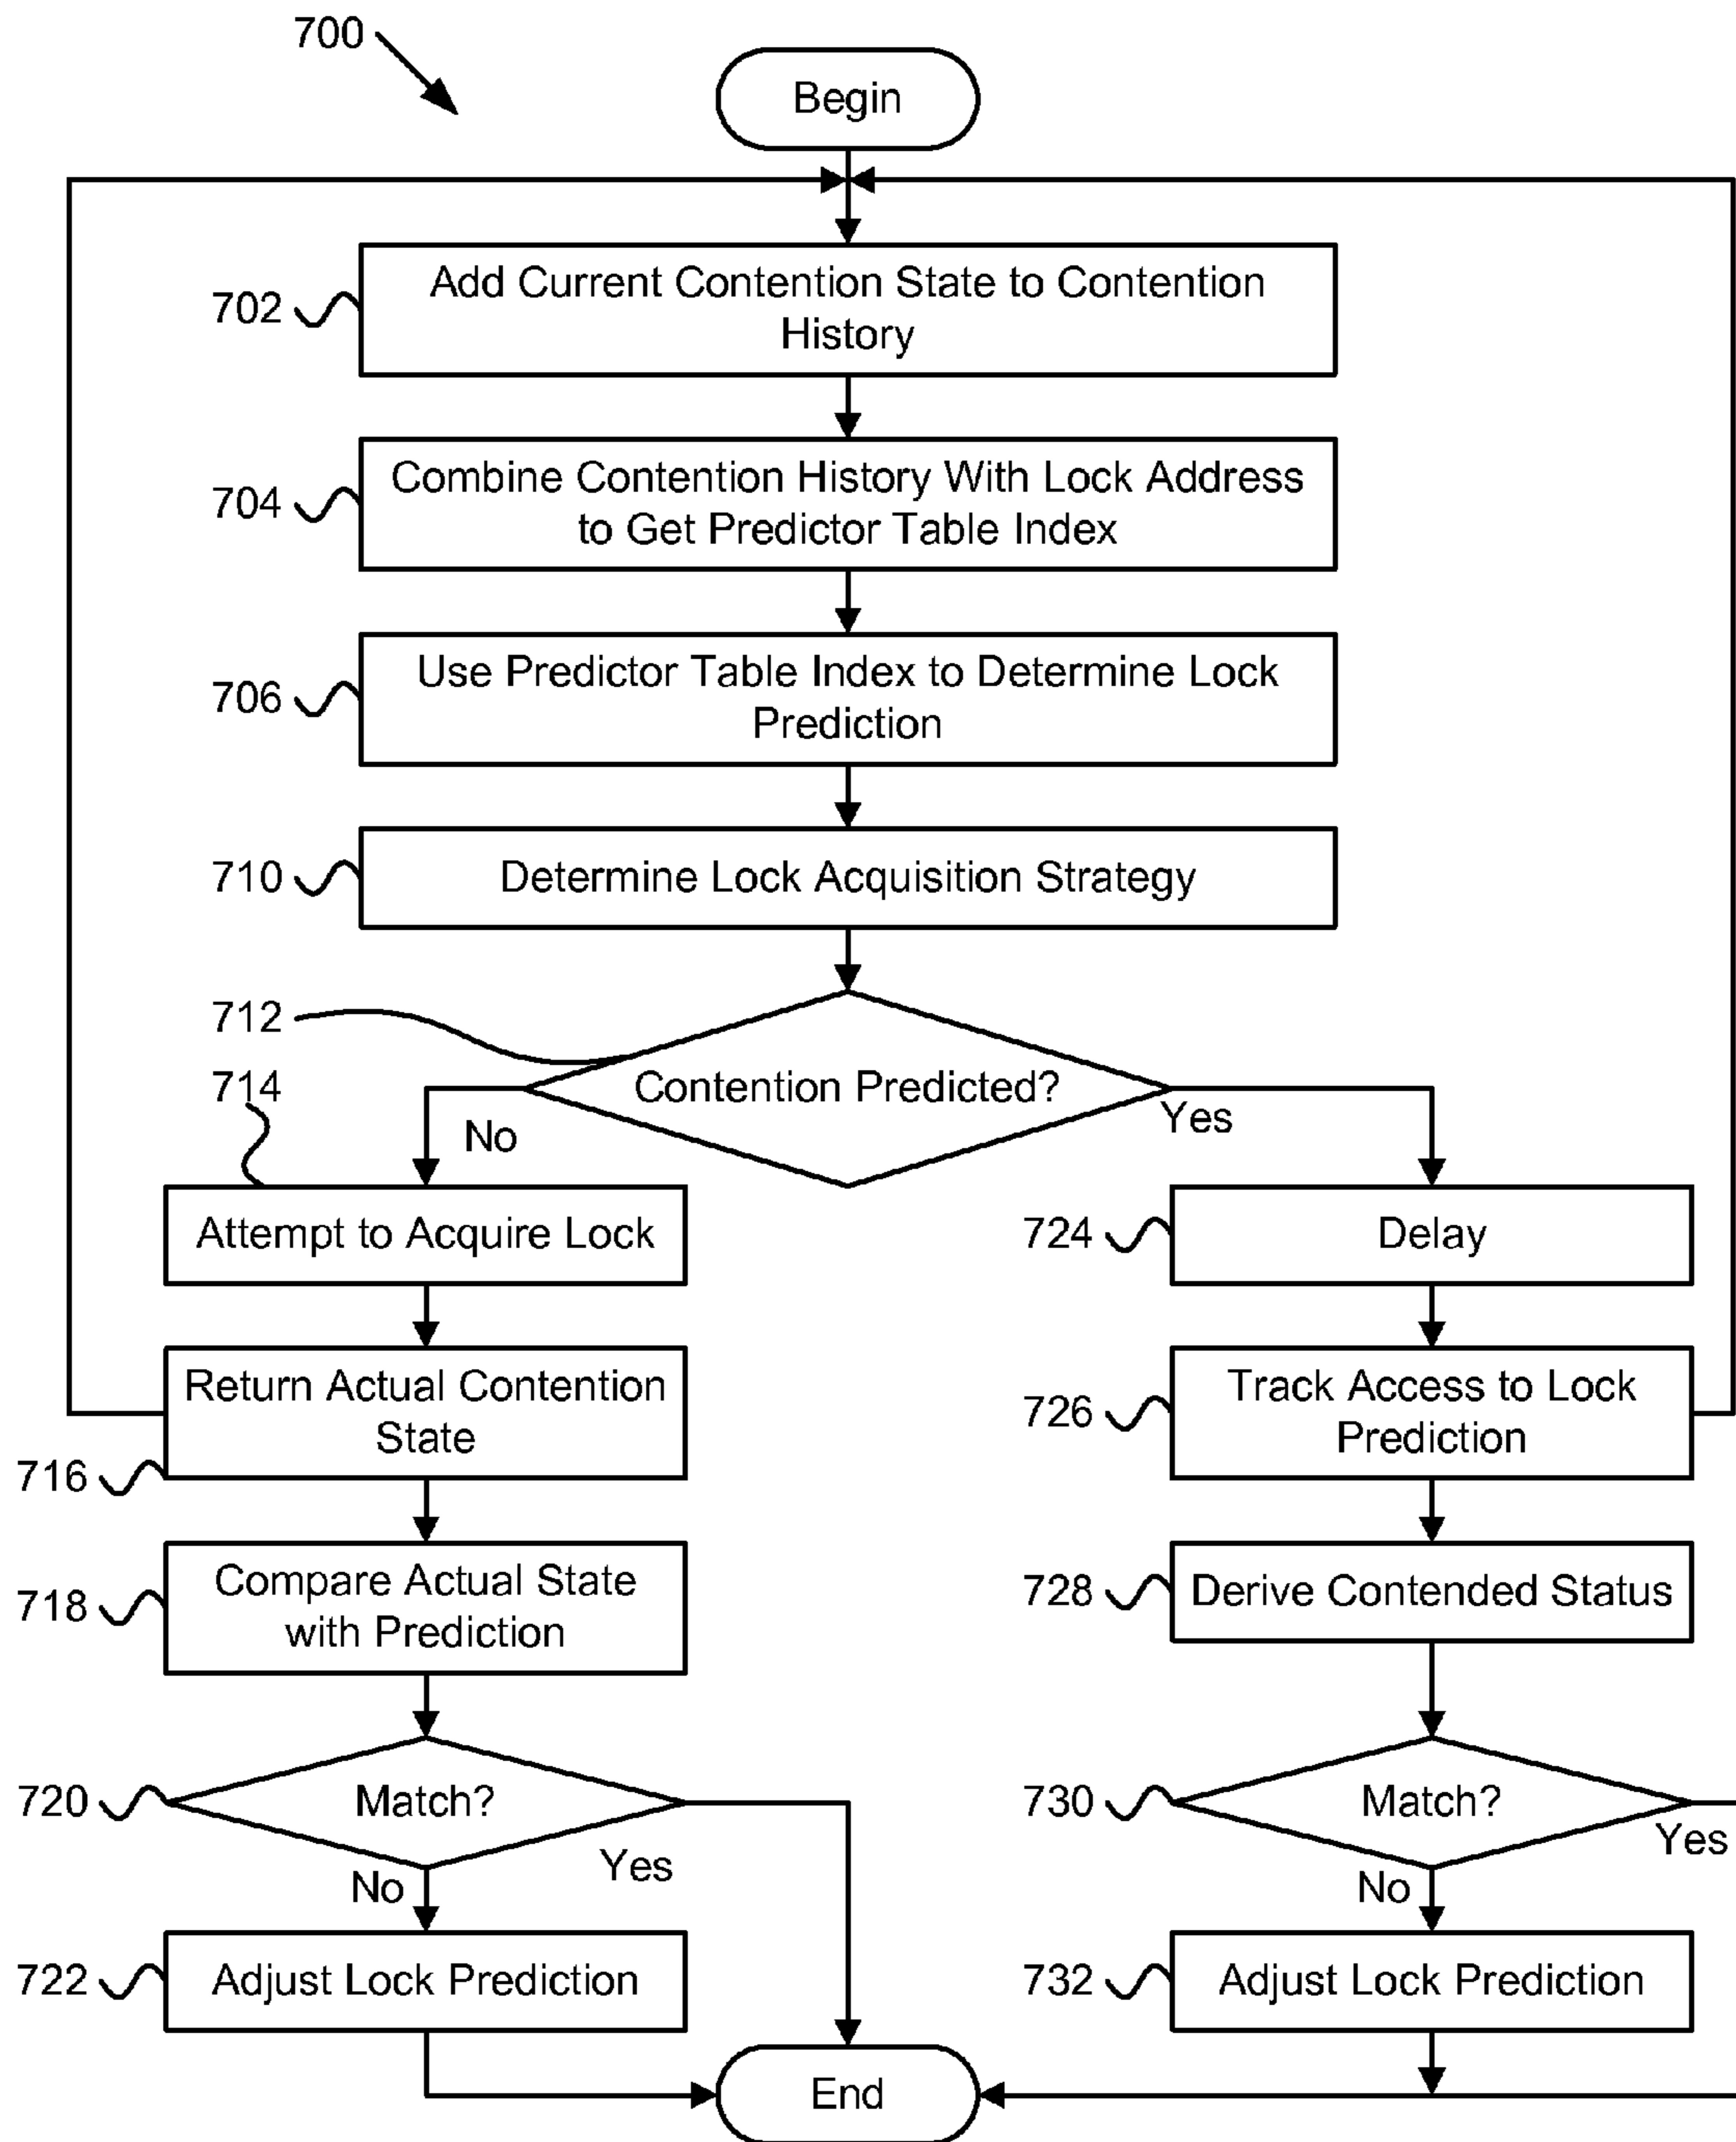 700
Begin
702
Add Current Contention State to Contention
History
704
Combine Contention History With Lock Address
to Get Predictor Table Index
706
Use Predictor Table Index to Determine Lock
Prediction
710
Determine Lock Acquisition Strategy
712
Contention Predicted?
714
No
Yes
Attempt to Acquire Lock
724
Delay
Return Actual Contention
State
716
726
Track Access to Lock
Prediction
718
Compare Actual State
with Prediction
728
Derive Contended Status
720
Match?
Yes
No
730
Match?
Yes
No
722
Adjust Lock Prediction
732
Adjust Lock Prediction
End